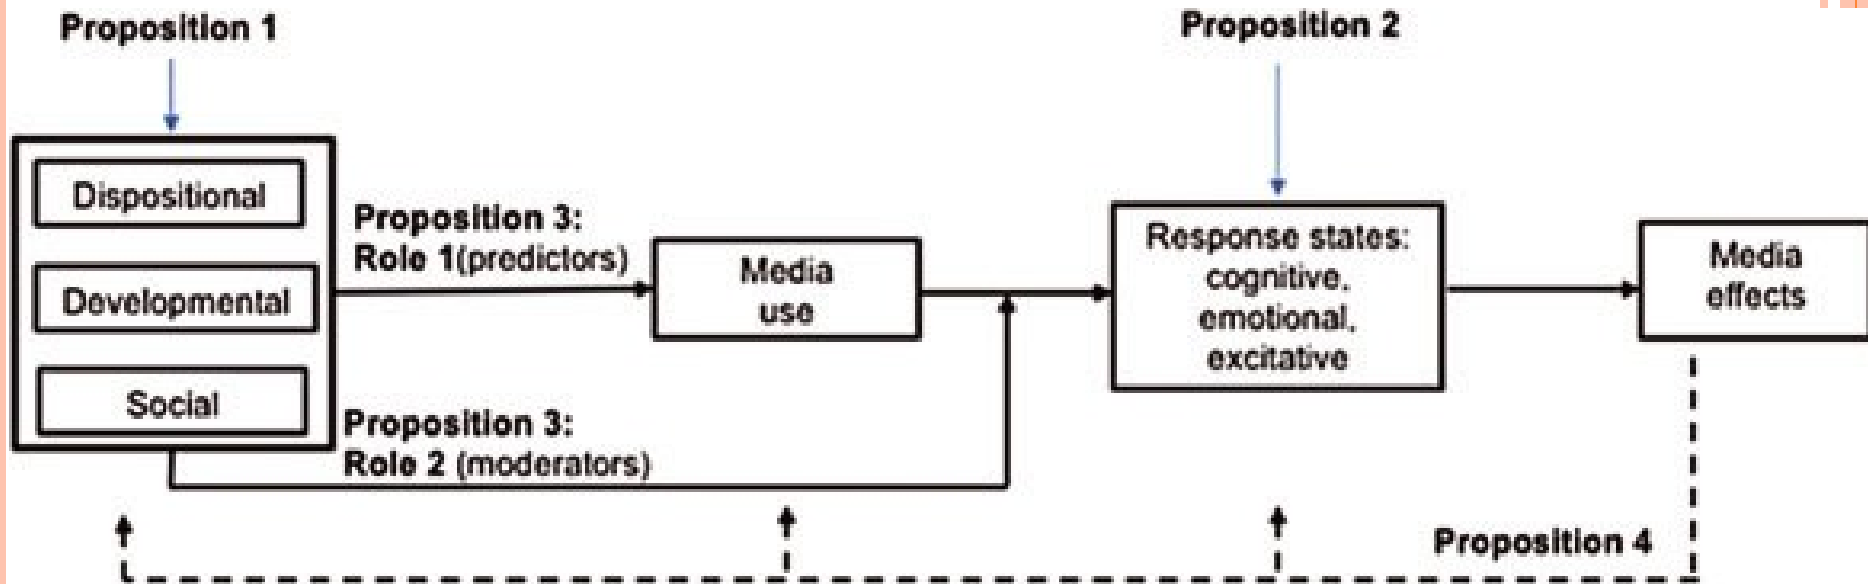 Proposition 1
Proposition 2
Dispositional
Developmental
Social
Proposition 3:
Role 1(predictors)
Proposition 3:
Role 2 (moderators)
Media
use
Response states:
cognitive,
emotional,
excitative
Media
effects
Proposition 4